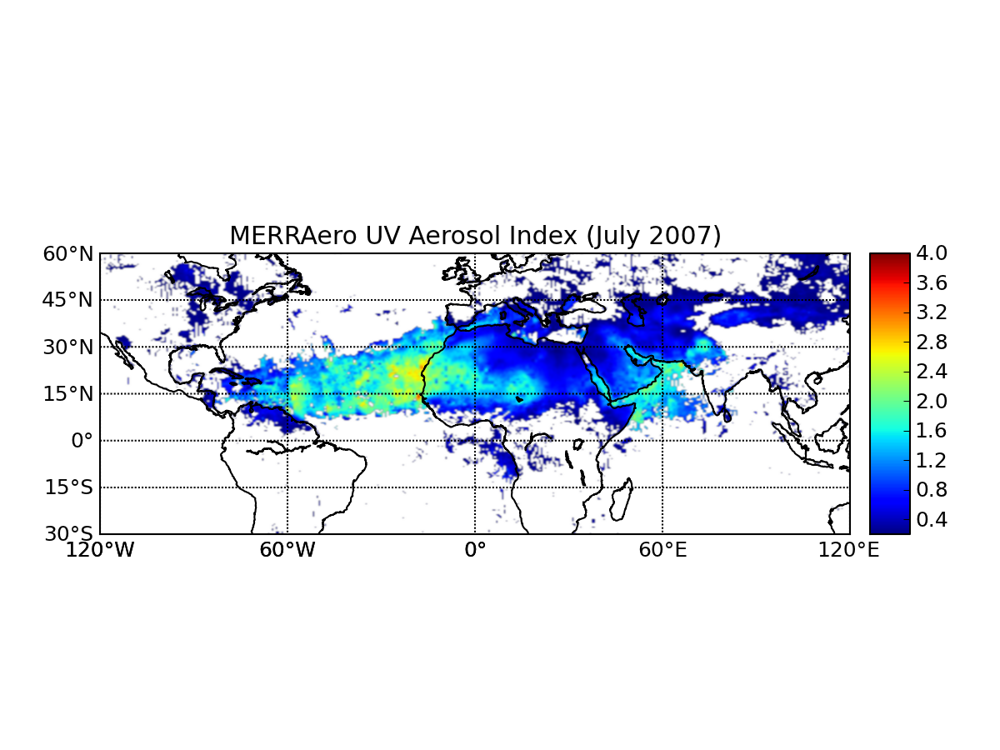 MERRAero UV Aerosol Index (July 2007)
60°N
45°N
30°N
15°N
0°
15°S
30°S
120°W
60°W
0°
60°E
120°E
4.0
3.6
3.2
2.8
2.4
2.0
1.6
1.2
0.8
0.4